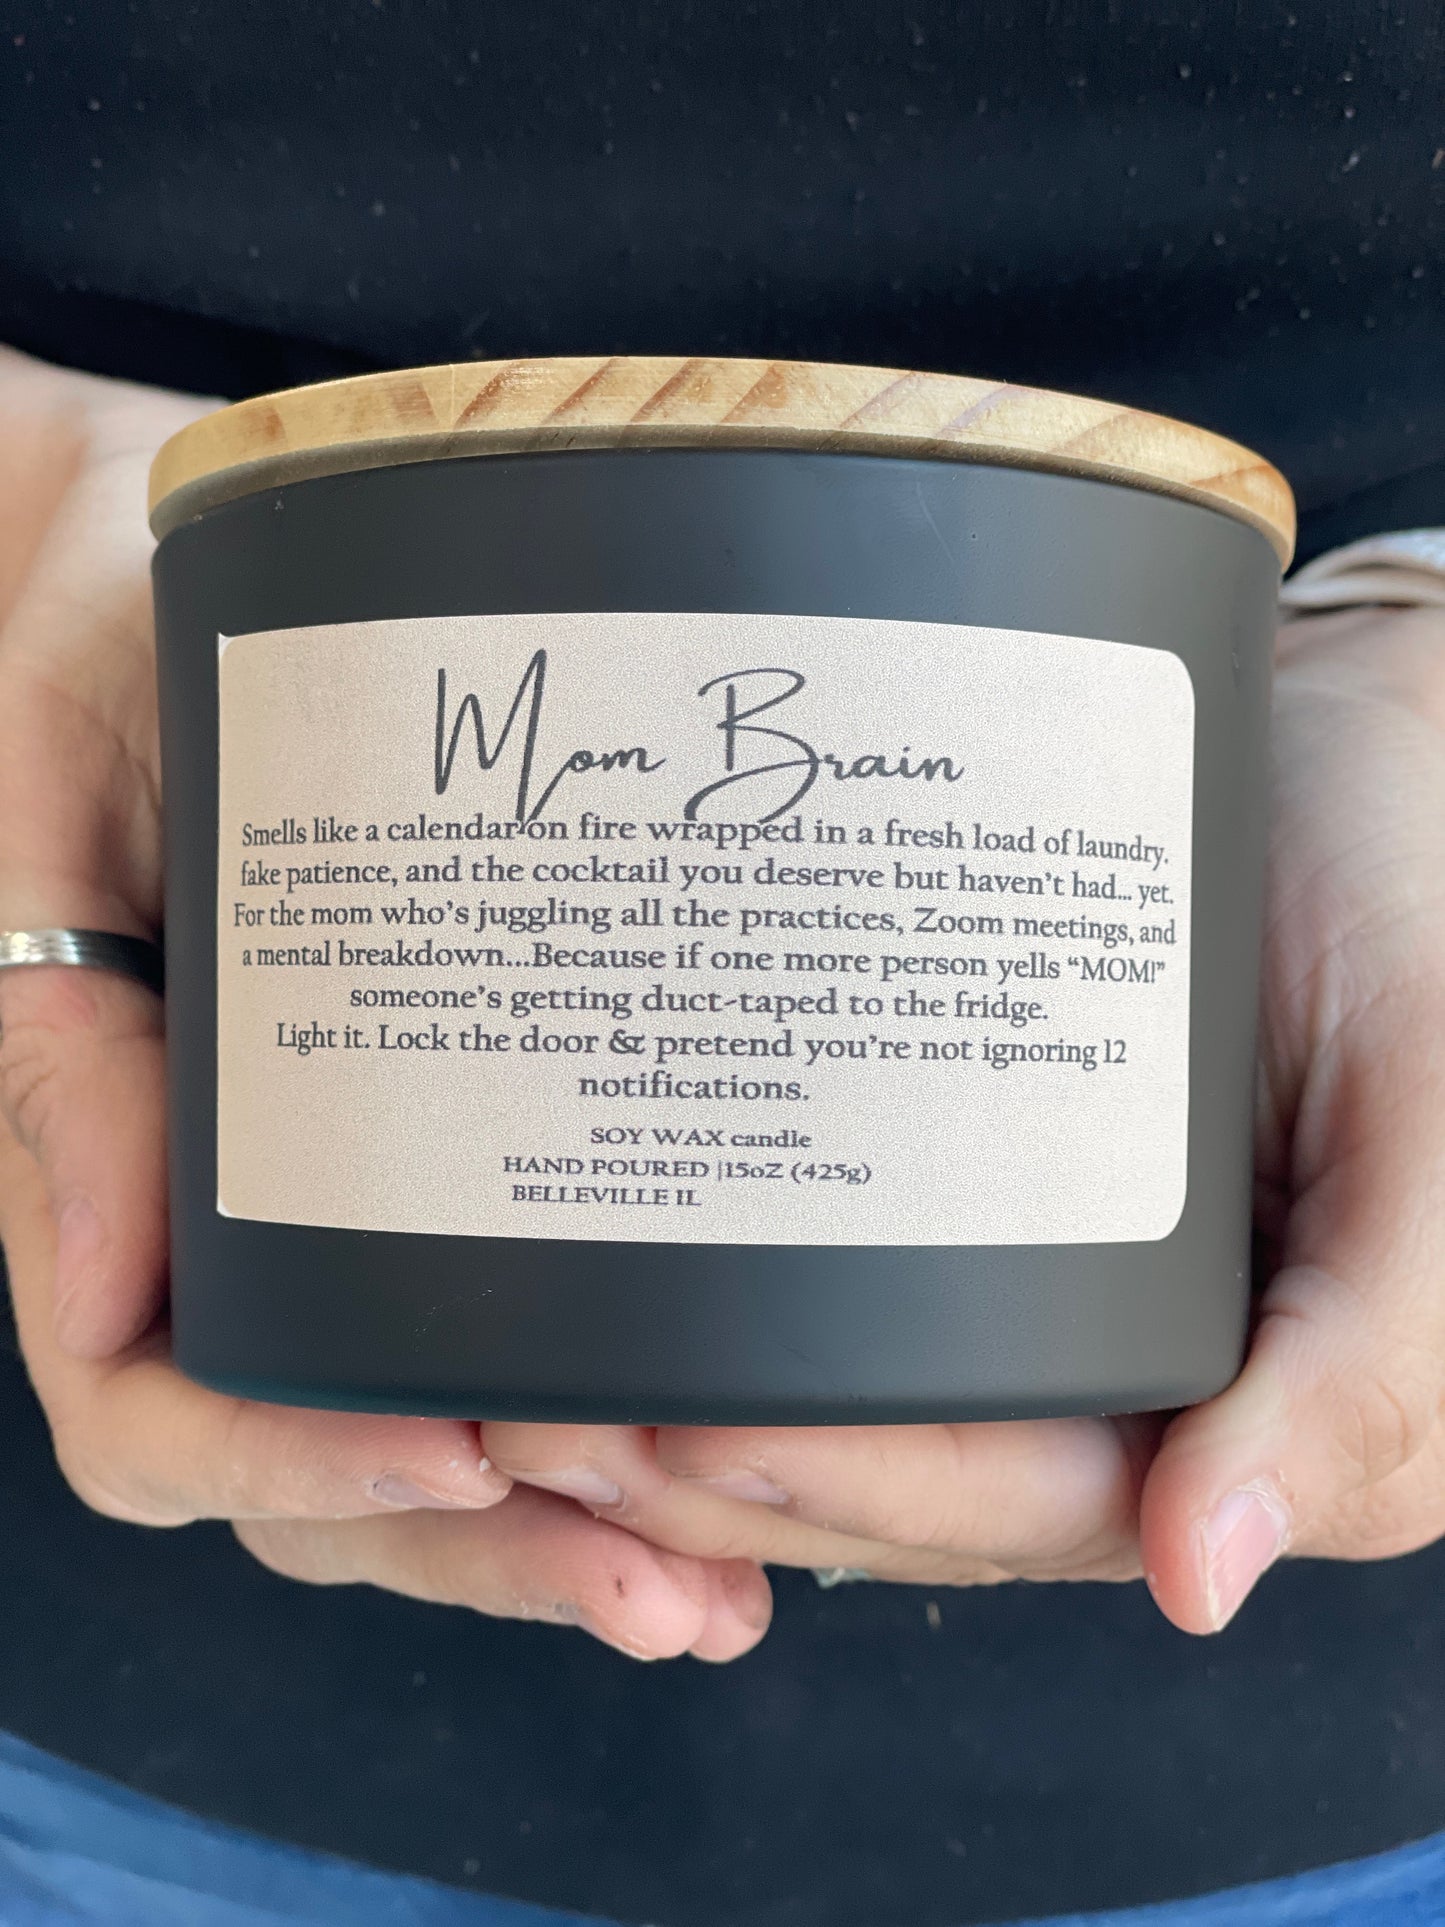 Mom Brain
Smells like a calendar on fire wrapped in a fresh load of laundry.
fake patience, and the cocktail you deserve but haven't had... yet.
For the mom who's juggling all the practices, Zoom meetings, and
a mental breakdown...Because if one more person yells “MOM!”
someone's getting duct-taped to the fridge.
Light it. Lock the door & pretend you're not ignoring 12
notifications.
SOY WAX candle
HAND POURED |15oZ (425g)
BELLEVILLE IL